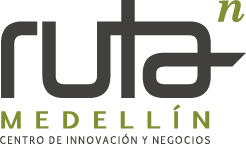 ruta n
MEDELLÍN
CENTRO DE INNOVACIÓN Y NEGOCIOS